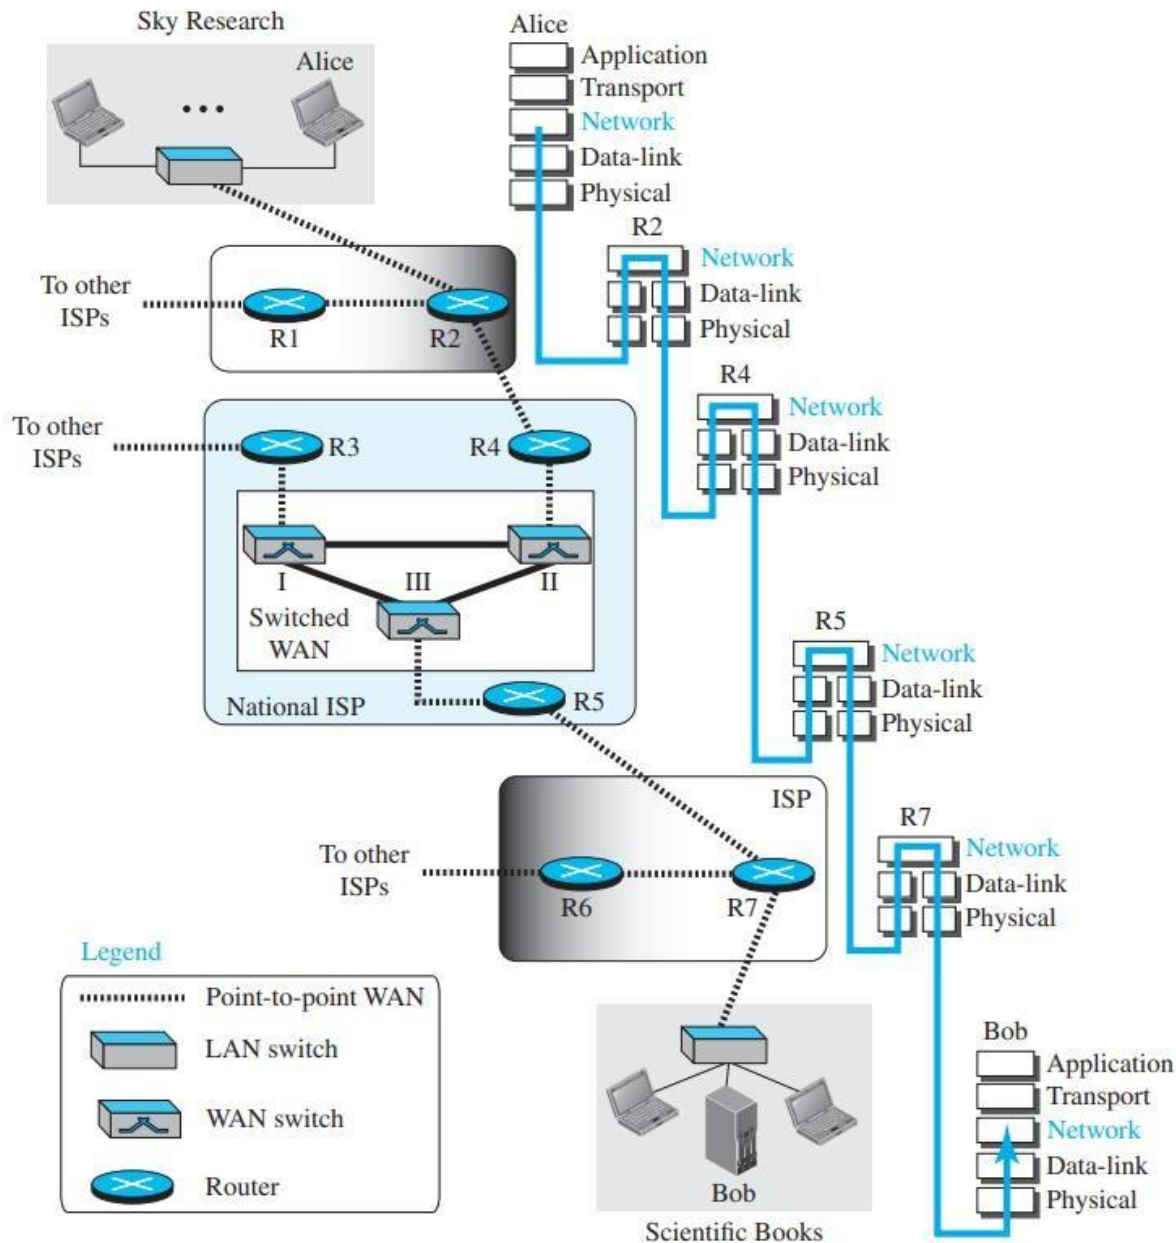 Sky Research
Alice
Alice
Application
Transport
Network
Data-link
Physical
R2
Network
Data-link
Physical
To other
ISPs
R1
R2
R4
Network
Data-link
Physical
To other
ISPs
R3
R4
I
II
III
Switched
WAN
National ISP
R5
R5
Network
Data-link
Physical
ISP
To other
ISPs
R6
R7
R7
Network
Data-link
Physical
Legend
Point-to-point WAN
LAN switch
WAN switch
Router
Bob
Scientific Books
Bob
Application
Transport
Network
Data-link
Physical